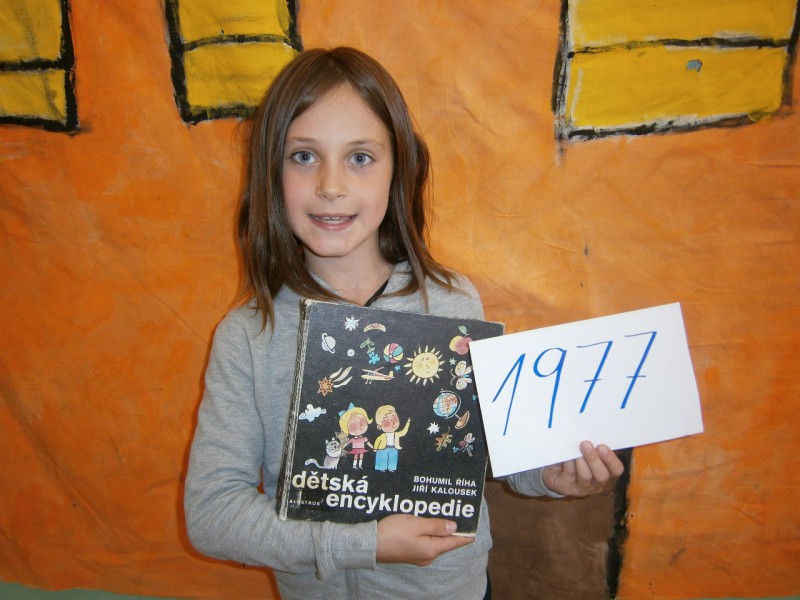 dětská
encyklopedie
BOHUMIL ŘÍHA
JIŘÍ KALOUSEK
ALBATROS
1977